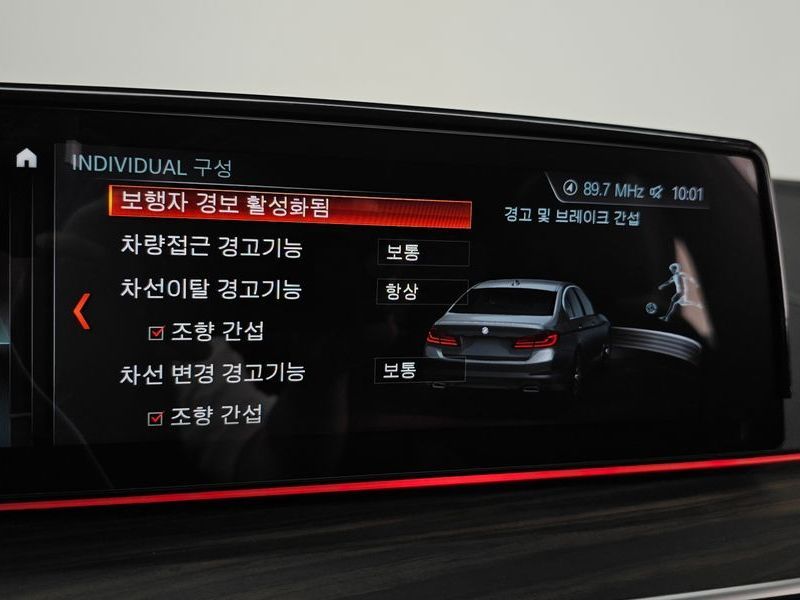 INDIVIDUAL 구성
89.7 MHz 10:01
보행자 경보 활성화됨
경고 및 브레이크 간섭
차량접근 경고기능 보통
차선이탈 경고기능 항상
조향 간섭
차선 변경 경고기능 보통
조향 간섭